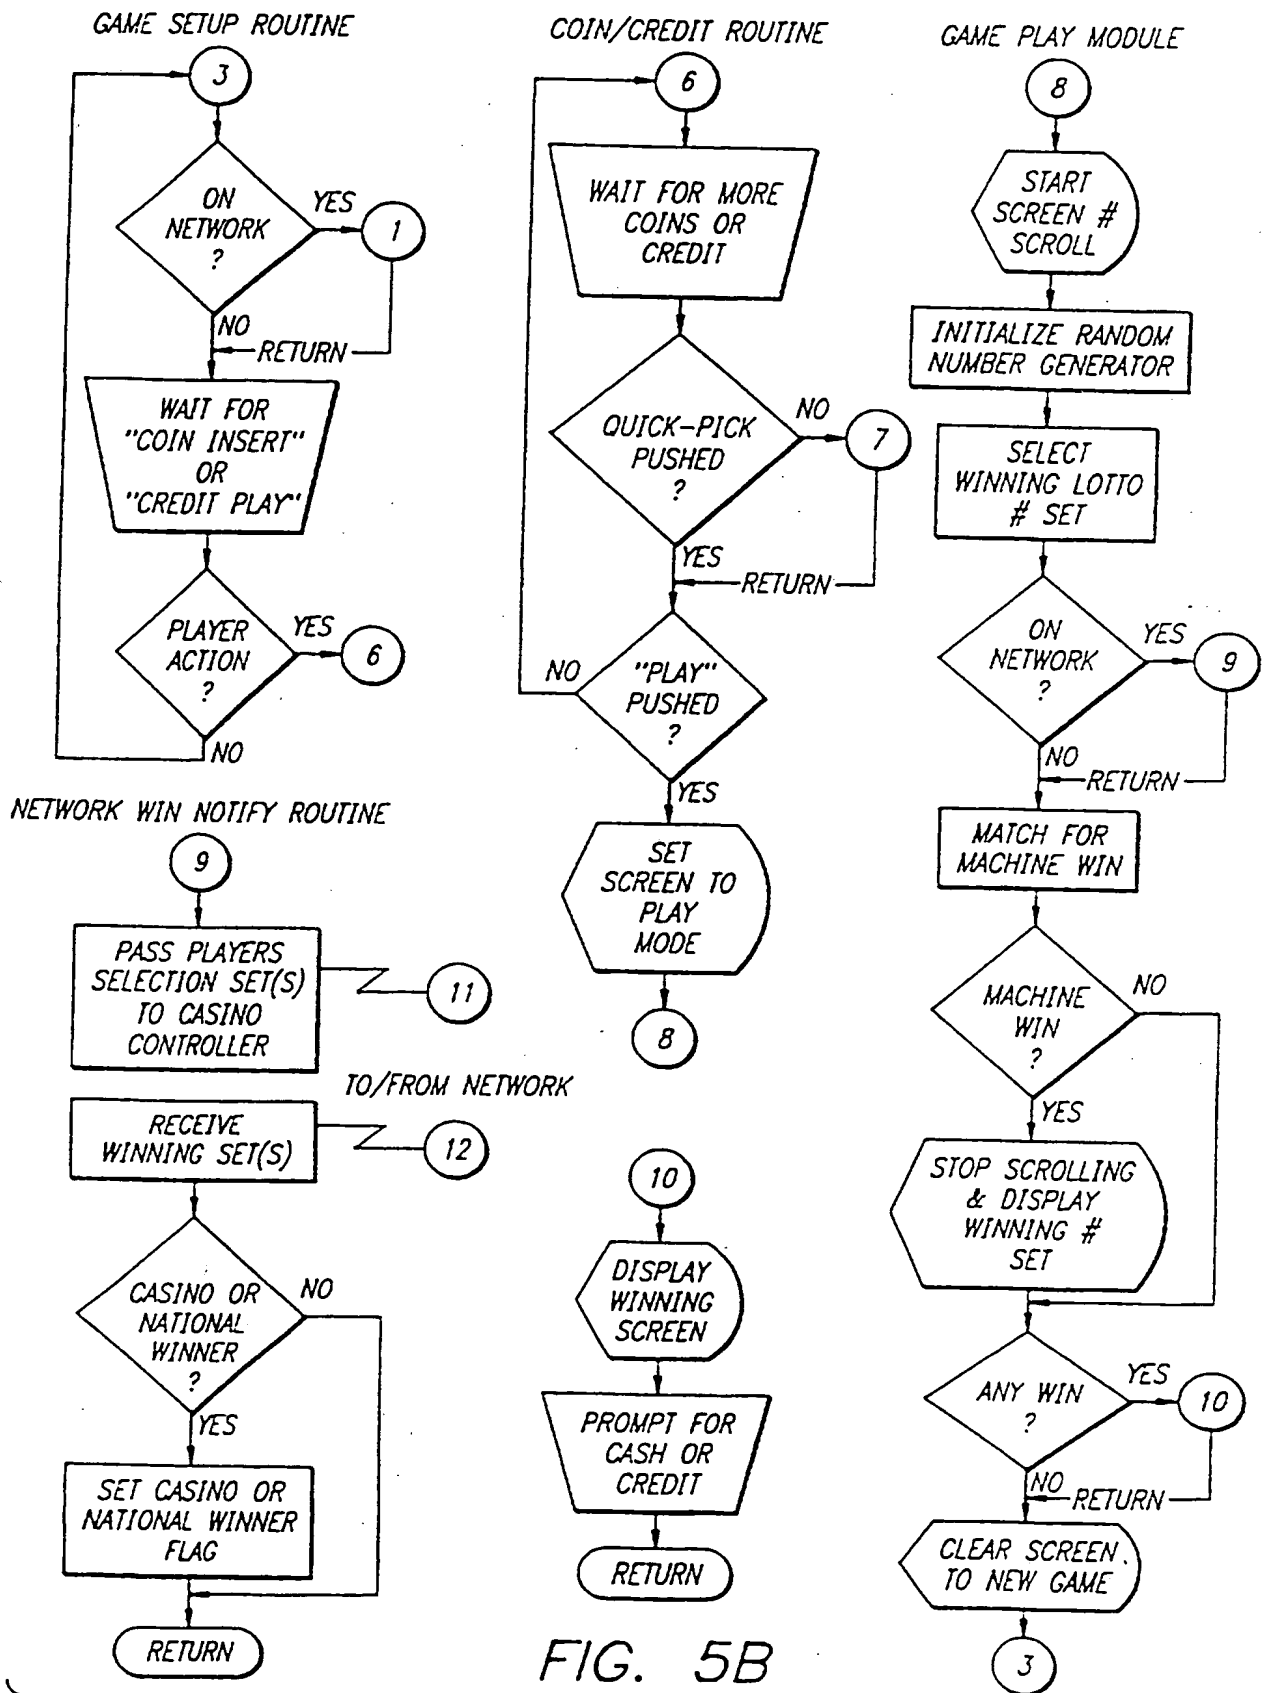 GAME SETUP ROUTINE
3
ON
NETWORK
?
YES
1
NO
RETURN
WAIT FOR
"COIN INSERT"
OR
"CREDIT PLAY"
PLAYER
ACTION
?
YES
6
NO
NETWORK WIN NOTIFY ROUTINE
9
PASS PLAYERS
SELECTION SET(S)
TO CASINO
CONTROLLER
11
TO/FROM NETWORK
RECEIVE
WINNING SET(S)
12
CASINO OR
NATIONAL
WINNER
?
NO
YES
SET CASINO OR
NATIONAL WINNER
FLAG
RETURN
COIN/CREDIT ROUTINE
6
WAIT FOR MORE
COINS OR
CREDIT
QUICK-PICK
PUSHED
?
NO
7
YES
RETURN
"PLAY"
PUSHED
?
NO
YES
SET
SCREEN TO
PLAY
MODE
8
10
DISPLAY
WINNING
SCREEN
PROMPT FOR
CASH OR
CREDIT
RETURN
GAME PLAY MODULE
8
START
SCREEN #
SCROLL
INITIALIZE RANDOM
NUMBER GENERATOR
SELECT
WINNING LOTTO
# SET
ON
NETWORK
?
YES
9
NO
RETURN
MATCH FOR
MACHINE WIN
MACHINE
WIN
?
NO
YES
STOP SCROLLING
& DISPLAY
WINNING #
SET
ANY WIN
?
YES
10
NO
RETURN
CLEAR SCREEN
TO NEW GAME
3
FIG. 5B